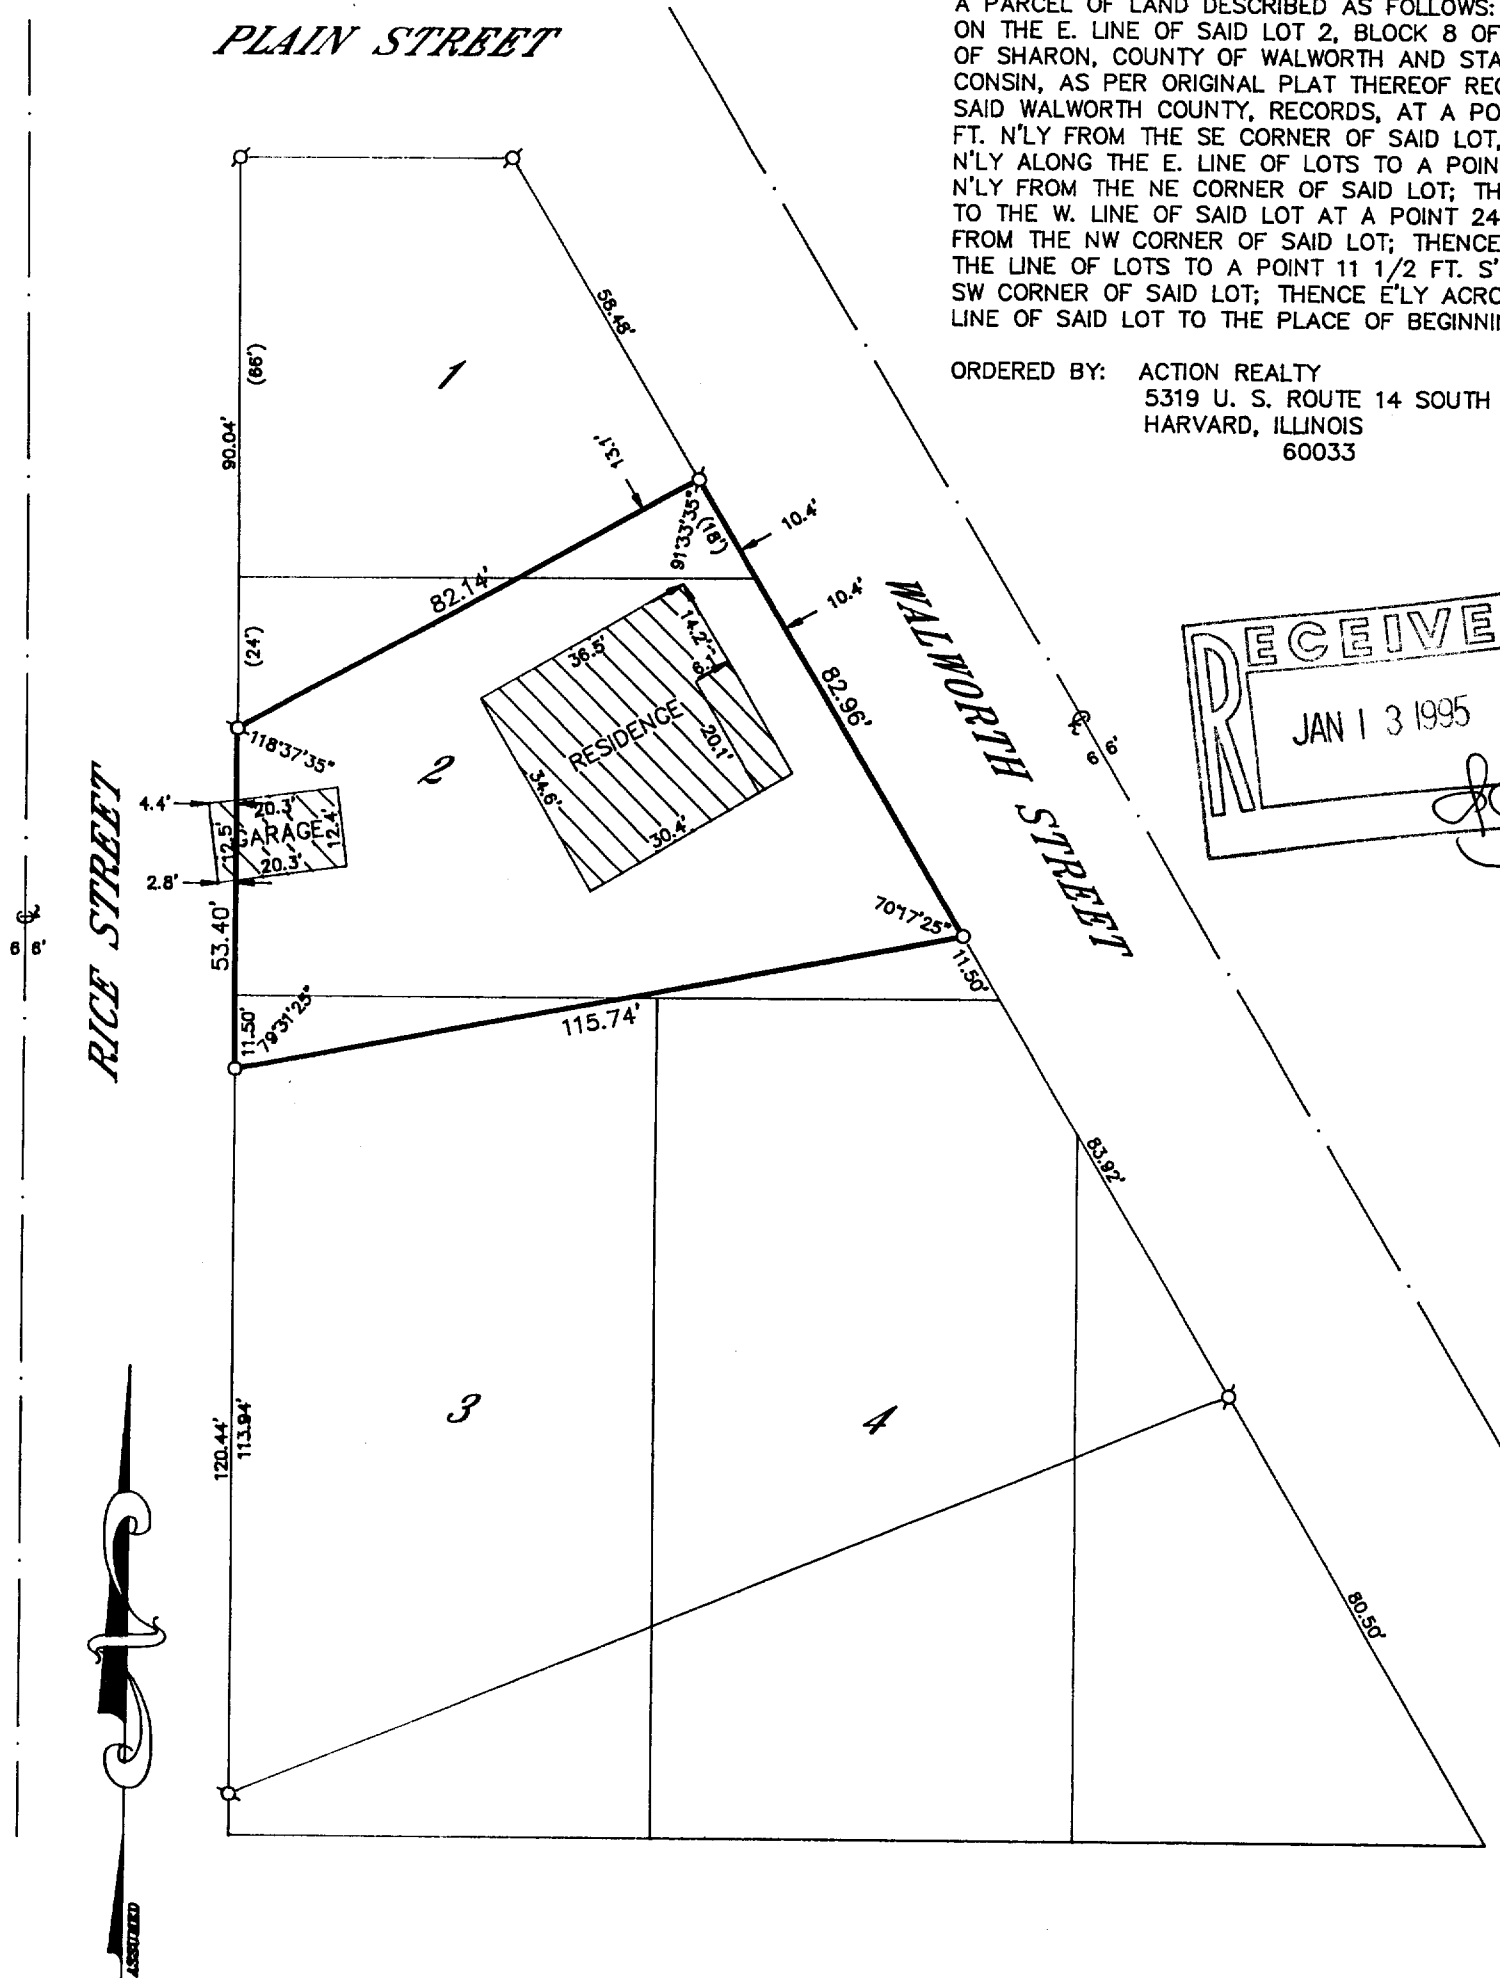 PLAIN STREET
A PARCEL OF LAND DESCRIBED AS FOLLOWS:
ON THE E. LINE OF SAID LOT 2, BLOCK 8 OF
OF SHARON, COUNTY OF WALWORTH AND STA
CONSIN, AS PER ORIGINAL PLAT THEREOF REC
SAID WALWORTH COUNTY, RECORDS, AT A PO
FT. N'LY FROM THE SE CORNER OF SAID LOT,
N'LY ALONG THE E. LINE OF LOTS TO A POIN
N'LY FROM THE NE CORNER OF SAID LOT; TH
TO THE W. LINE OF SAID LOT AT A POINT 24
FROM THE NW CORNER OF SAID LOT; THENCE
THE LINE OF LOTS TO A POINT 11 1/2 FT. S'
SW CORNER OF SAID LOT; THENCE E'LY ACRO
LINE OF SAID LOT TO THE PLACE OF BEGINNI
ORDERED BY: ACTION REALTY
5319 U. S. ROUTE 14 SOUTH
HARVARD, ILLINOIS
60033
58.48'
(66')
90.04'
1
13.1'
91°33'35"
(18')
10.4'
10.4'
82.14'
(24')
WALWORTH STREET
RECEIVE
JAN 13 1995
36.5'
14.2'
6.1'
RESIDENCE
20.1'
34.6'
30.4'
82.96'
66'
118°37'35"
2
4.4'
20.3'
GARAGE
12.5'
12.4'
20.3'
2.8'
RICE STREET
66'
53.40'
70°17'25"
11.50'
11.50'
79°31'25"
115.74'
83.92'
3
4
120.44'
113.94'
80.50'
ASSUMED